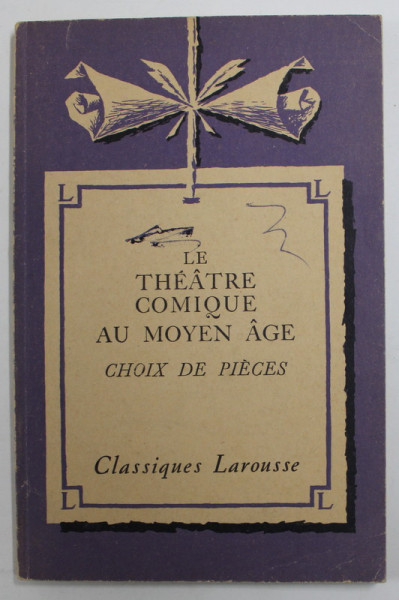 L L
LE
THÉÂTRE
COMIQUE
AU MOYEN ÂGE
CHOIX DE PIÈCES
Classiques Larousse
L L